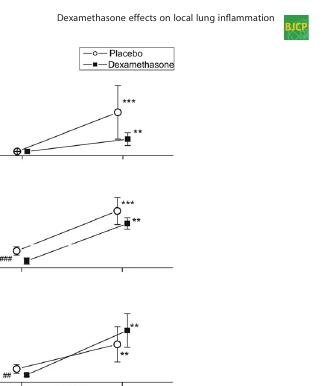 Dexamethasone effects on local lung inflammation
BJCP
Placebo
Dexamethasone
***
**
***
**
###
**
**
##